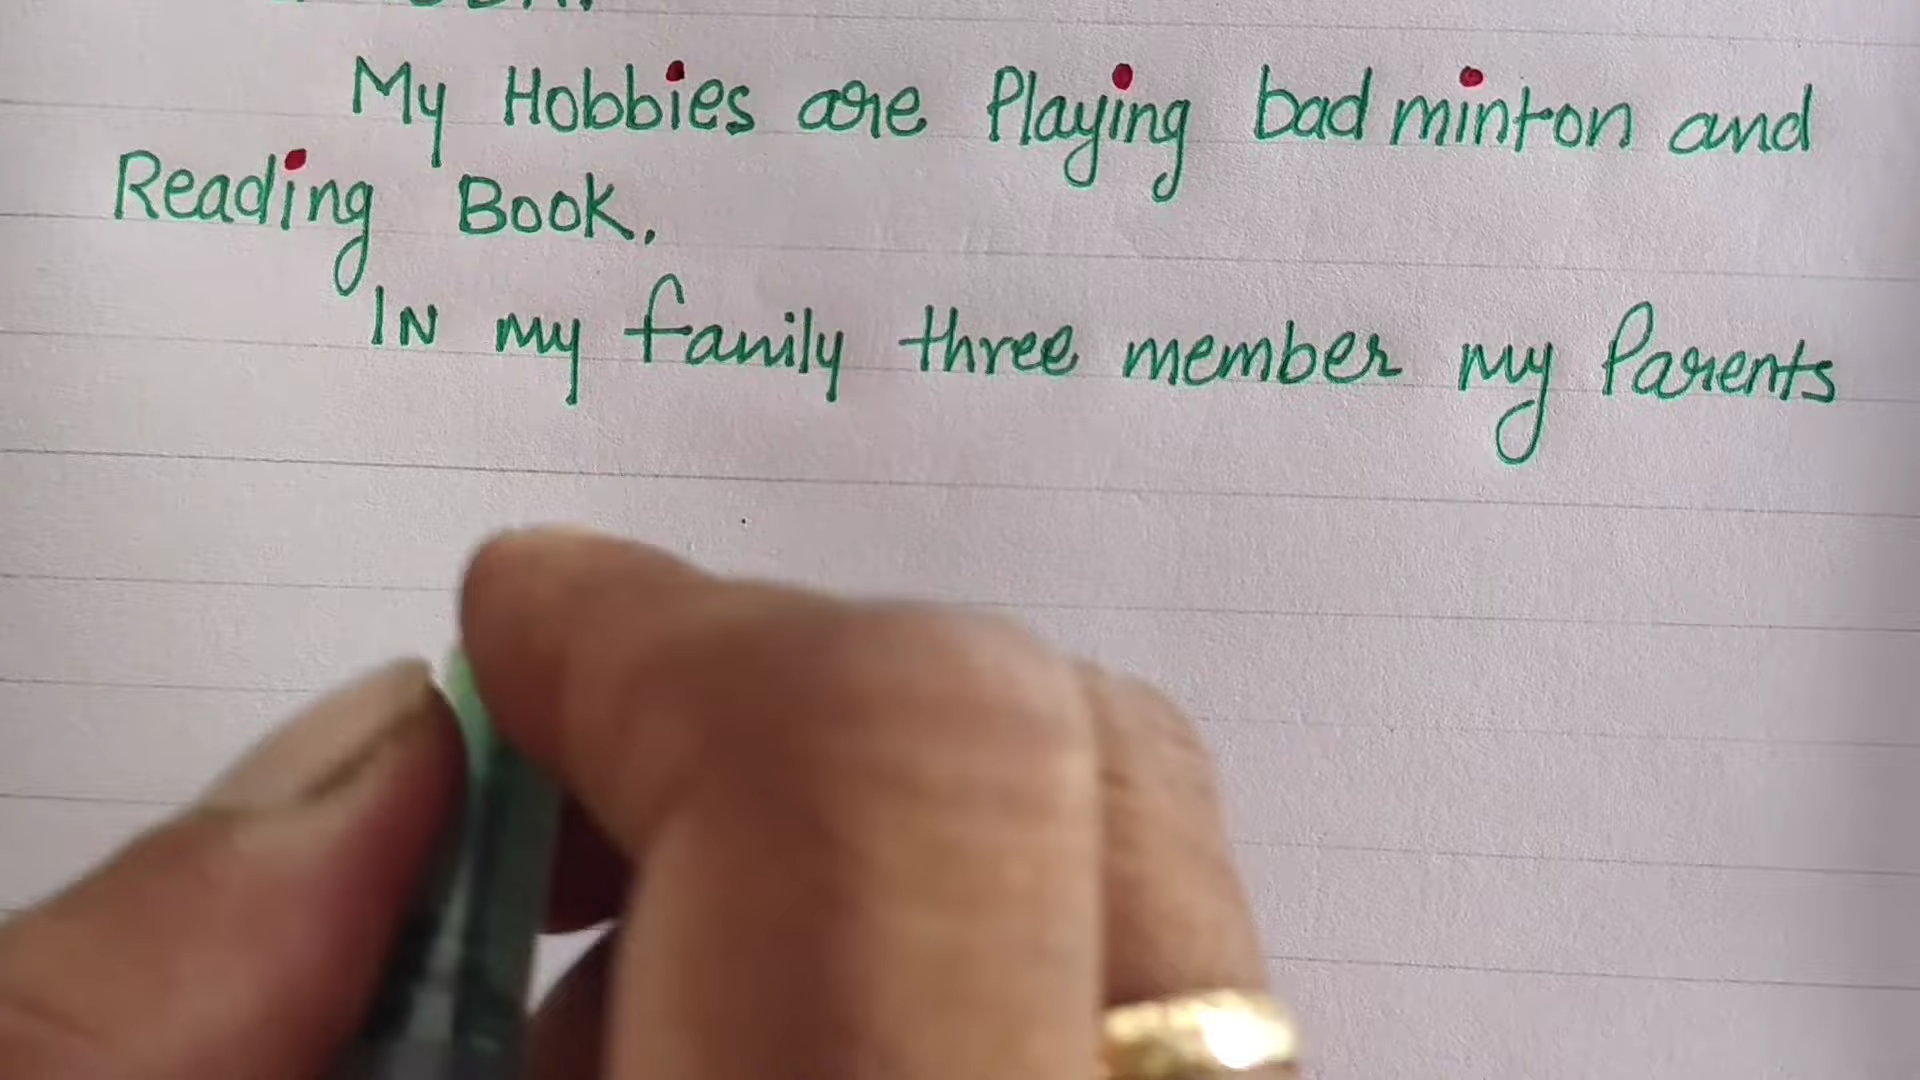 My Hobbies are Playing badminton and
Reading Book.
IN my family three member my Parents